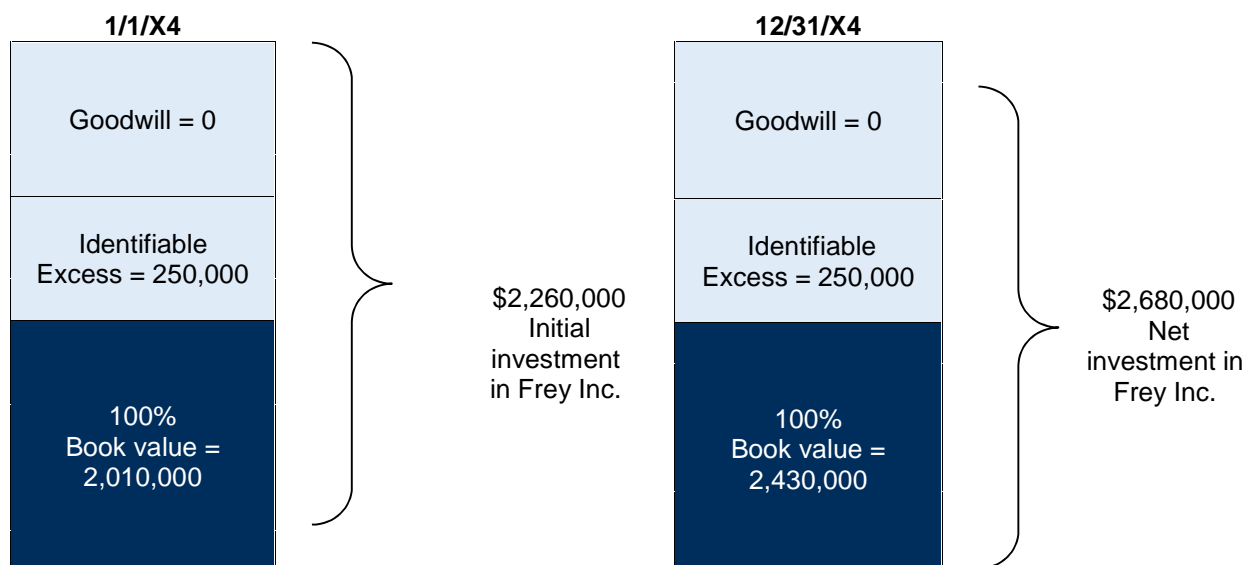 1/1/X4
Goodwill = 0
Identifiable
Excess = 250,000
100%
Book value =
2,010,000
$2,260,000
Initial
investment
in Frey Inc.
12/31/X4
Goodwill = 0
Identifiable
Excess = 250,000
100%
Book value =
2,430,000
$2,680,000
Net
investment in
Frey Inc.